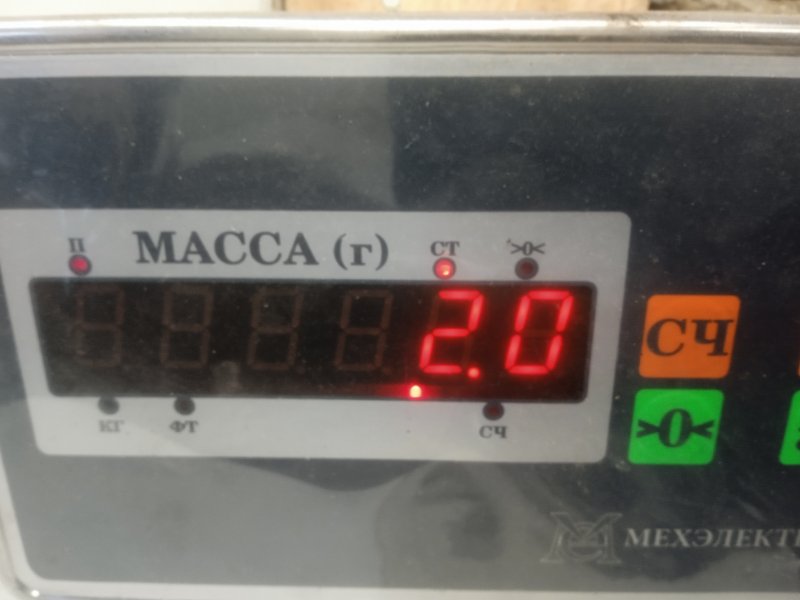 П МАССА (г) СТ >0<
2.0
КГ ФТ СЧ
СЧ
>0<
МЕХЭЛЕКТ